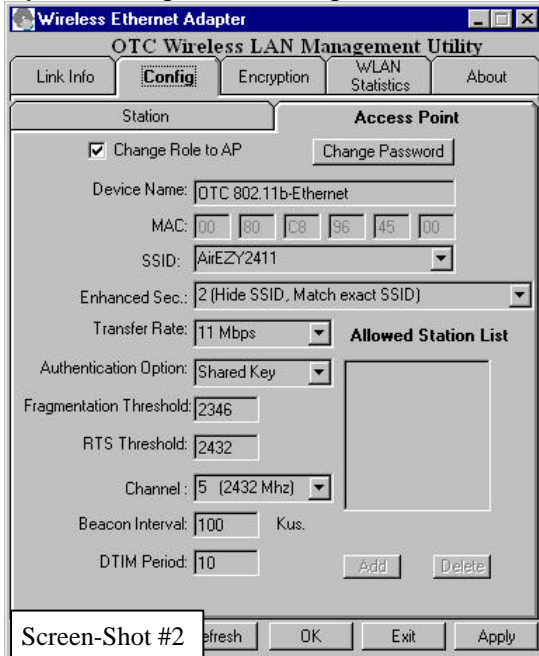 Wireless Ethernet Adapter
OTC Wireless LAN Management Utility
Link Info Config Encryption WLAN Statistics About
Station Access Point
Change Role to AP Change Password
Device Name: OTC 802.11b-Ethernet
MAC: 00 80 C8 96 45 00
SSID: AirEZY2411
Enhanced Sec.: 2 (Hide SSID, Match exact SSID)
Transfer Rate: 11 Mbps Allowed Station List
Authentication Option: Shared Key
Fragmentation Threshold: 2346
RTS Threshold: 2432
Channel : 5 (2432 Mhz)
Beacon Interval: 100 Kus.
DTIM Period: 10 Add Delete
Screen-Shot #2 efresh OK Exit Apply